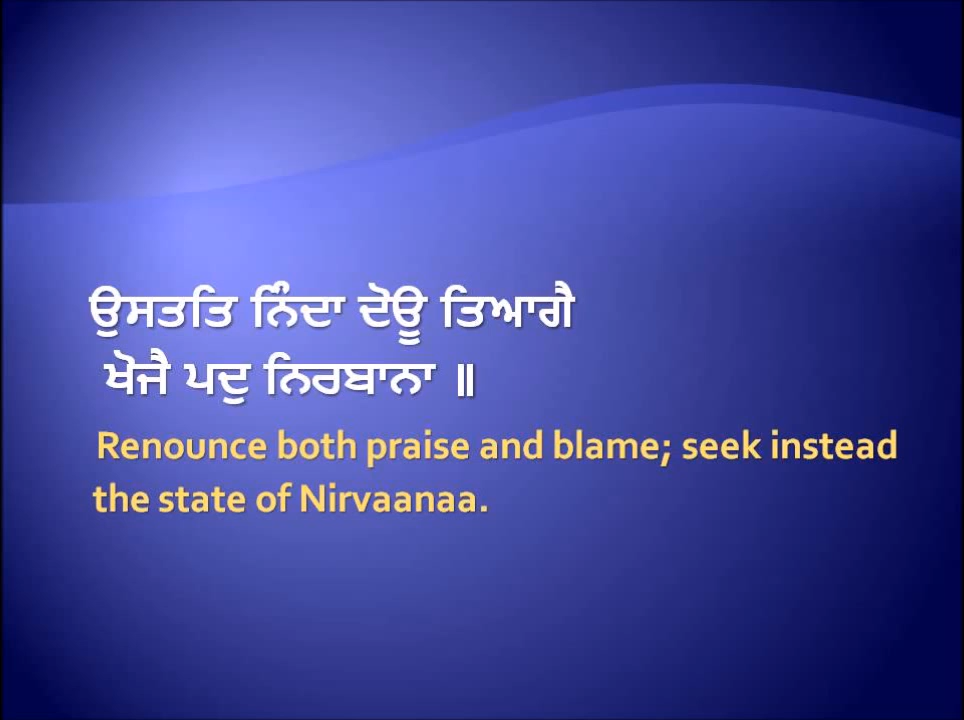 ਉਸਤਤਿ ਨਿੰਦਾ ਦੋਊ ਤਿਆਗੈ
ਖੋਜੈ ਪਦੁ ਨਿਰਬਾਨਾ ॥
Renounce both praise and blame; seek instead
the state of Nirvaanaa.